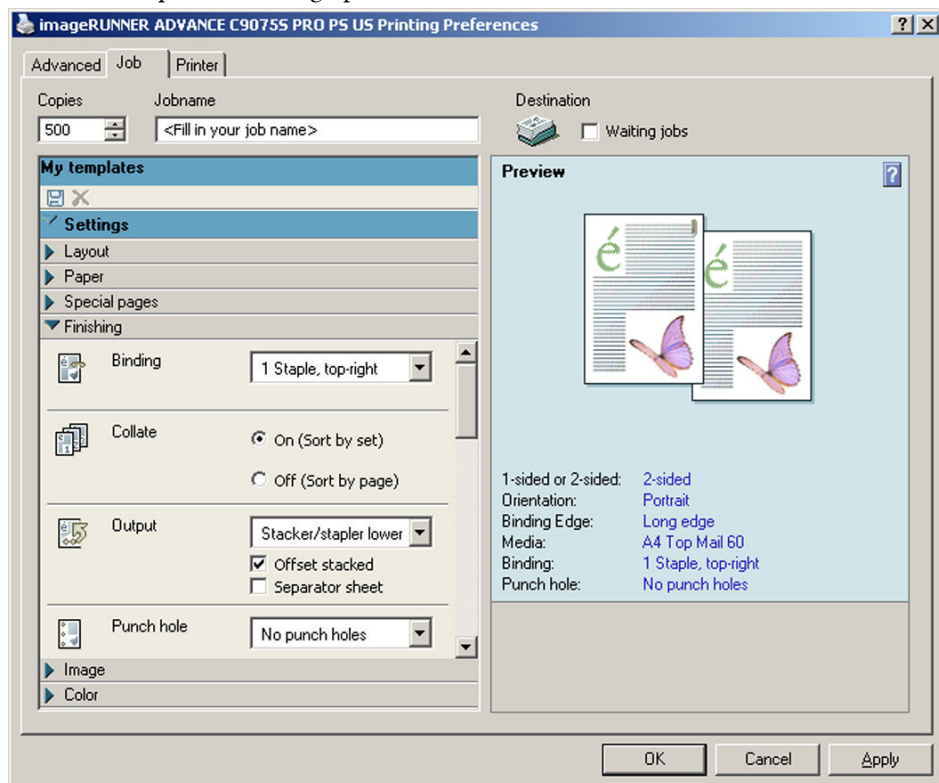 imageRUNNER ADVANCE C9075S PRO PS US Printing Preferences
Advanced
Job
Printer
Copies
Jobname
Destination
500
<Fill in your job name>
Waiting jobs
My templates
Settings
Layout
Paper
Special pages
Finishing
Binding
1 Staple, top-right
Collate
On (Sort by set)
Off (Sort by page)
Output
Stacker/stapler lower
Offset stacked
Separator sheet
Punch hole
No punch holes
Image
Color
Preview
é
é
1-sided or 2-sided: 2-sided
Orientation: Portrait
Binding Edge: Long edge
Media: A4 Top Mail 60
Binding: 1 Staple, top-right
Punch hole: No punch holes
OK
Cancel
Apply